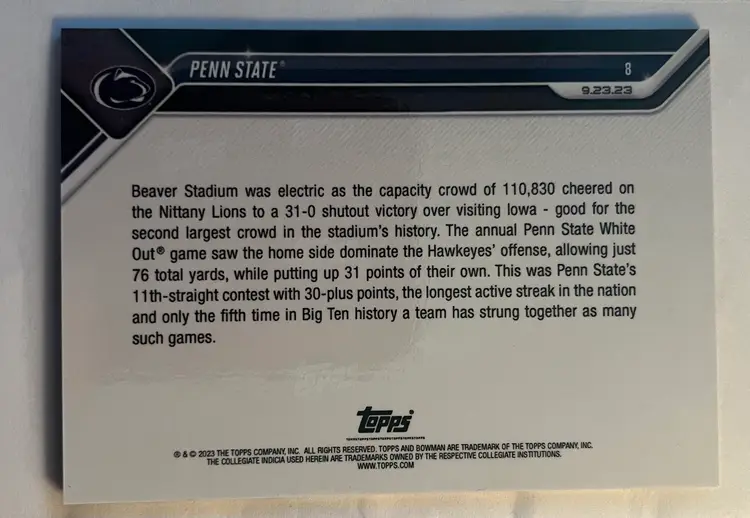 PENN STATE®
8
9.23.23
Beaver Stadium was electric as the capacity crowd of 110,830 cheered on
the Nittany Lions to a 31-0 shutout victory over visiting Iowa - good for the
second largest crowd in the stadium's history. The annual Penn State White
Out® game saw the home side dominate the Hawkeyes' offense, allowing just
76 total yards, while putting up 31 points of their own. This was Penn State's
11th-straight contest with 30-plus points, the longest active streak in the nation
and only the fifth time in Big Ten history a team has strung together as many
such games.
topps®
® & © 2023 THE TOPPS COMPANY, INC. ALL RIGHTS RESERVED. TOPPS AND BOWMAN ARE TRADEMARK OF THE TOPPS COMPANY, INC.
THE COLLEGIATE INDICIA USED HEREIN ARE TRADEMARKS OWNED BY THE RESPECTIVE COLLEGIATE INSTITUTIONS.
WWW.TOPPS.COM